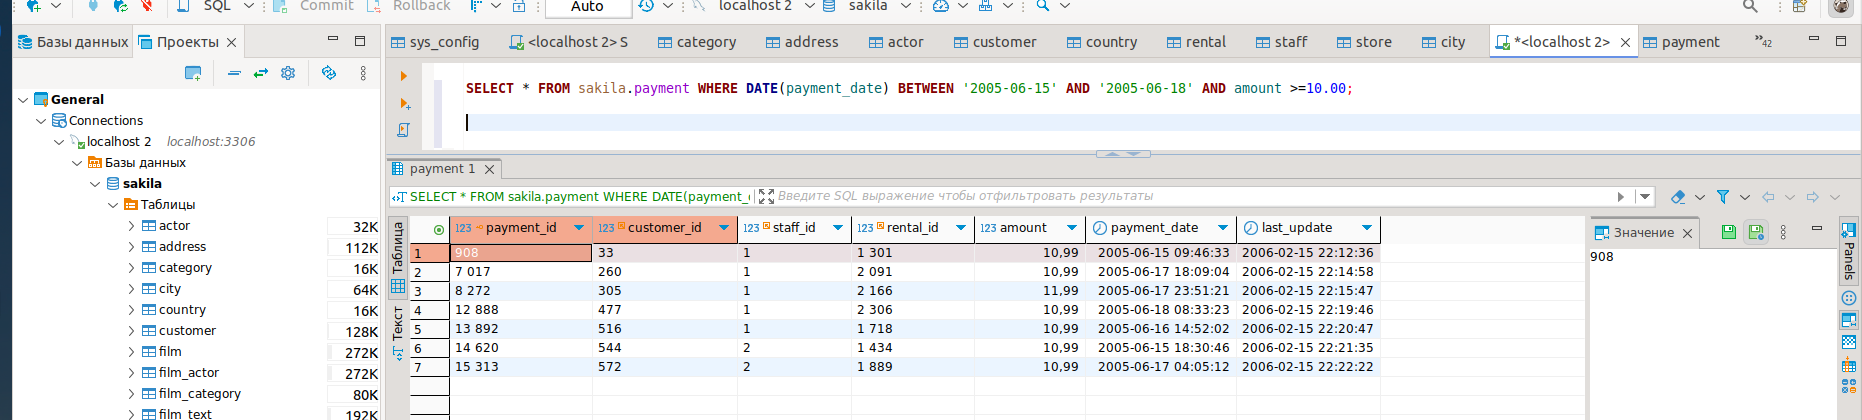 SQL Commit Rollback Auto localhost 2 sakila
Базы данных Проекты
sys_config <localhost 2> S category address actor customer country rental staff store city *<localhost 2> payment 42
General
Connections
localhost 2 localhost:3306
Базы данных
sakila
Таблицы
actor 32K
address 112K
category 16K
city 64K
country 16K
customer 128K
film 272K
film_actor 272K
film_category 80K
film_text 192K
SELECT * FROM sakila.payment WHERE DATE(payment_date) BETWEEN '2005-06-15' AND '2005-06-18' AND amount >=10.00;
payment 1
SELECT * FROM sakila.payment WHERE DATE(payment_ Введите SQL выражение чтобы отфильтровать результаты
Таблица
Текст
123 payment_id 123 customer_id 123 staff_id 123 rental_id 123 amount payment_date last_update
1 908 33 1 1 301 10,99 2005-06-15 09:46:33 2006-02-15 22:12:36
2 7 017 260 1 2 091 10,99 2005-06-17 18:09:04 2006-02-15 22:14:58
3 8 272 305 1 2 166 11,99 2005-06-17 23:51:21 2006-02-15 22:15:47
4 12 888 477 1 2 306 10,99 2005-06-18 08:33:23 2006-02-15 22:19:46
5 13 892 516 1 1 718 10,99 2005-06-16 14:52:02 2006-02-15 22:20:47
6 14 620 544 2 1 434 10,99 2005-06-15 18:30:46 2006-02-15 22:21:35
7 15 313 572 2 1 889 10,99 2005-06-17 04:05:12 2006-02-15 22:22:22
Значение
908
Panels